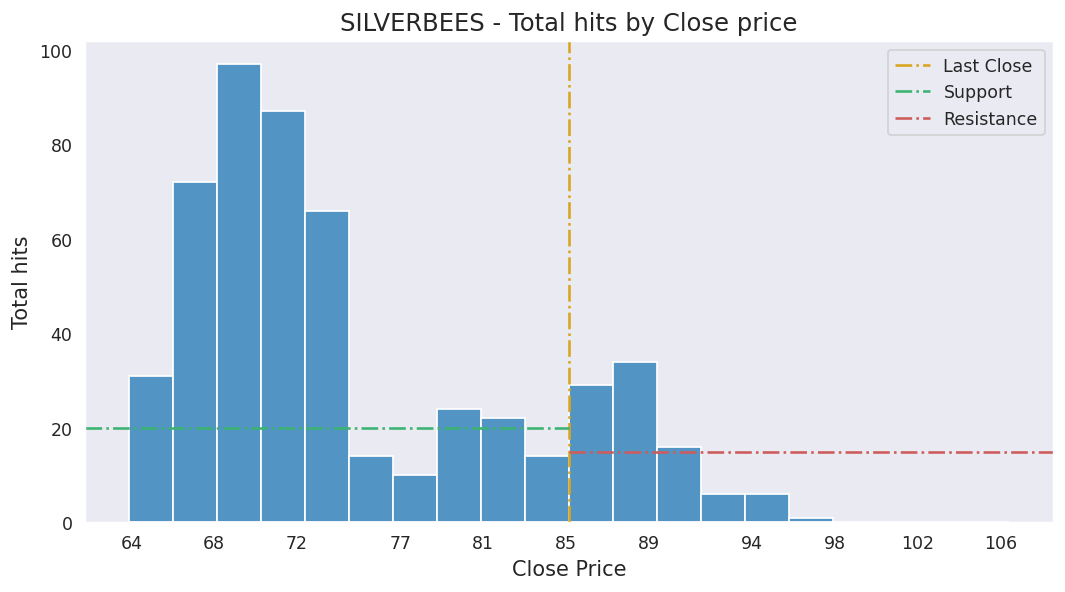 SILVERBEES - Total hits by Close price
Last Close
Support
Resistance
Total hits
100
80
60
40
20
0
64 68 72 77 81 85 89 94 98 102 106
Close Price